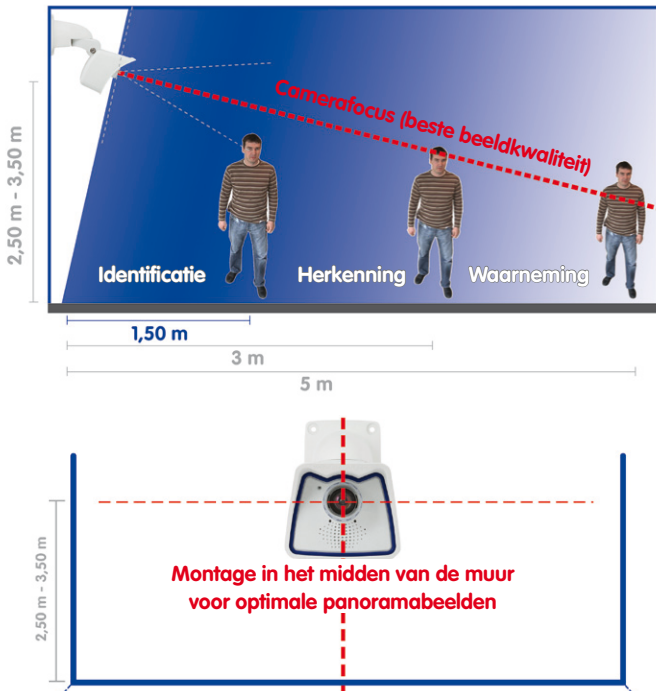 Camerafocus (beste beeldkwaliteit)
2,50 m - 3,50 m
Identificatie
Herkenning
Waarneming
1,50 m
3 m
5 m
2,50 m - 3,50 m
Montage in het midden van de muur
voor optimale panoramabeelden